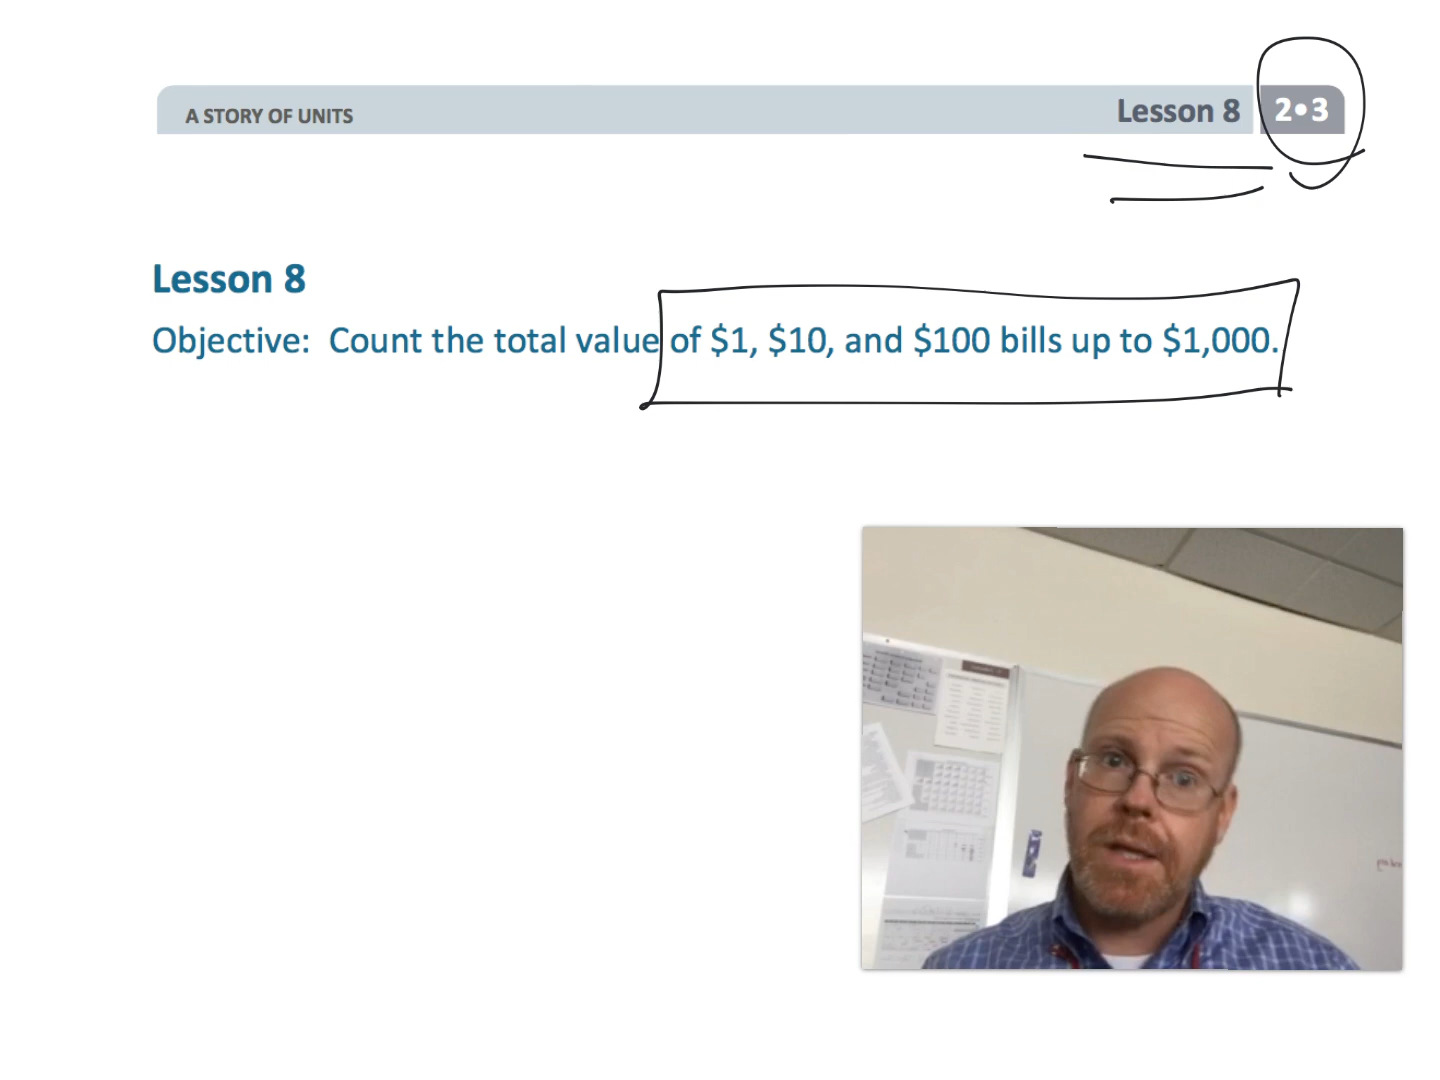 A STORY OF UNITS
Lesson 8 2•3
Lesson 8
Objective: Count the total value of $1, $10, and $100 bills up to $1,000.